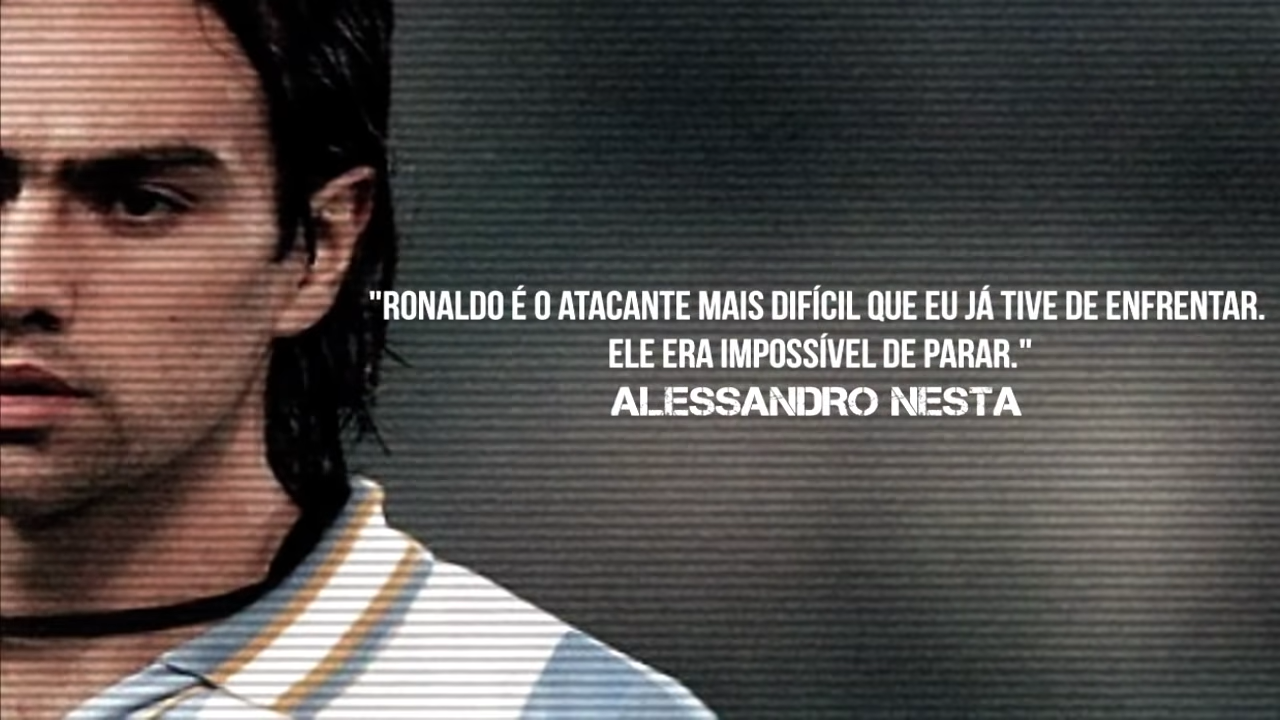 "RONALDO É O ATACANTE MAIS DIFÍCIL QUE EU JÁ TIVE DE ENFRENTAR.
ELE ERA IMPOSSÍVEL DE PARAR."
ALESSANDRO NESTA